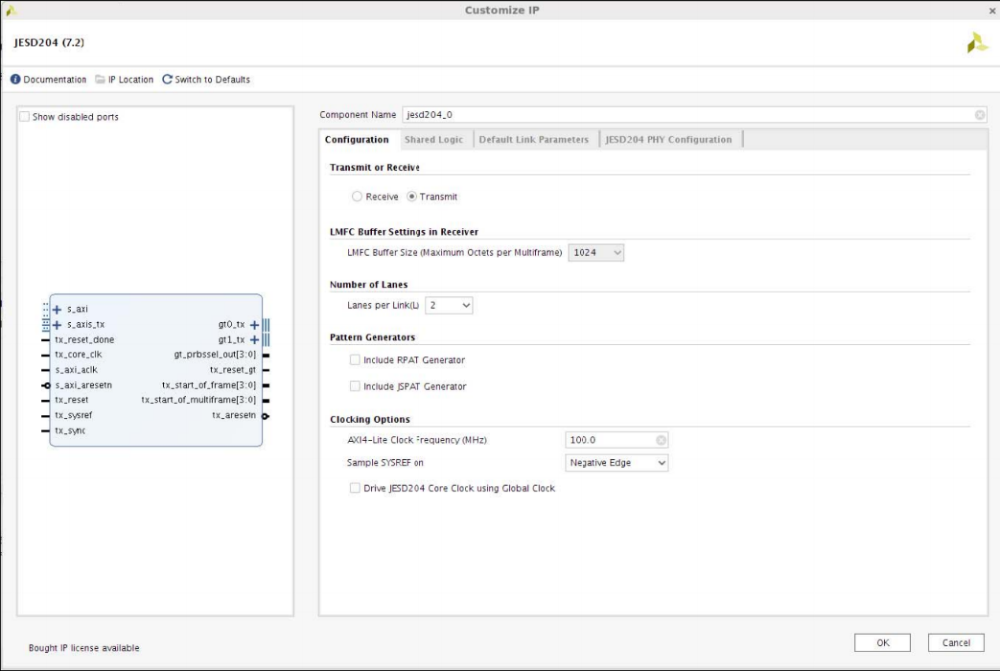 Customize IP
JESD204 (7.2)
Documentation IP Location Switch to Defaults
Show disabled ports
s_axi
s_axis_tx
tx_reset_done
tx_core_clk
s_axi_aclk
s_axi_aresetn
tx_reset
tx_sysref
tx_sync
gt0_tx
gt1_tx
gt_prbssel_out[3:0]
tx_reset_gt
tx_start_of_frame[3:0]
tx_start_of_multiframe[3:0]
tx_aresetn
Component Name jesd204_0
Configuration Shared Logic Default Link Parameters JESD204 PHY Configuration
Transmit or Receive
Receive Transmit
LMFC Buffer Settings in Receiver
LMFC Buffer Size (Maximum Octets per Multiframe) 1024
Number of Lanes
Lanes per Link(L) 2
Pattern Generators
Include RPAT Generator
Include JSPAT Generator
Clocking Options
AXI4-Lite Clock Frequency (MHz) 100.0
Sample SYSREF on Negative Edge
Drive JESD204 Core Clock using Global Clock
Bought IP license available
OK Cancel